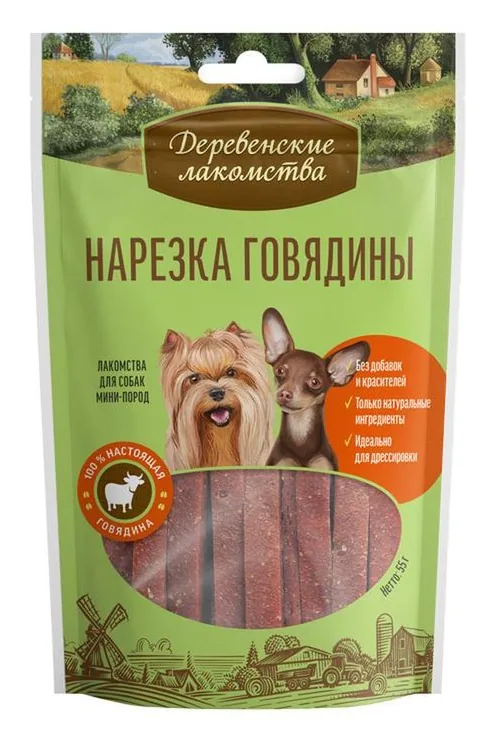 Деревенские
лакомства
НАРЕЗКА ГОВЯДИНЫ
ЛАКОМСТВА
ДЛЯ СОБАК
МИНИ-ПОРОД
Без добавок
и красителей
Только натуральные
ингредиенты
Идеально
для дрессировки
100% НАСТОЯЩАЯ
ГОВЯДИНА
Нетто: 55 г